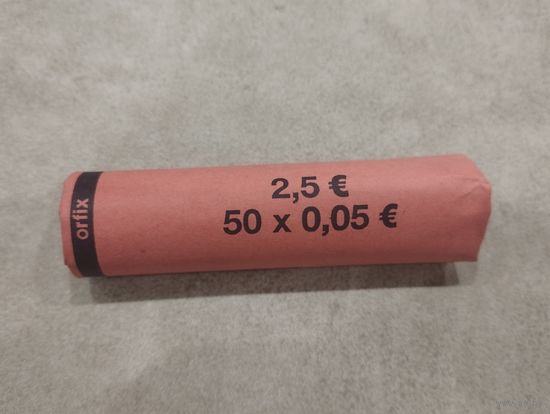 orfix
2,5 €
50 x 0,05 €